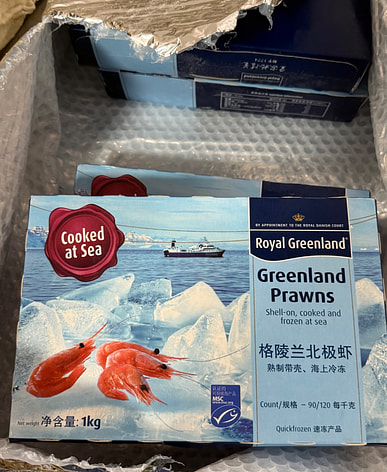 Cooked
at Sea
BY APPOINTMENT TO THE ROYAL DANISH COURT
Royal Greenland
Greenland
Prawns
Shell-on, cooked and
frozen at sea
格陵兰北极虾
熟制带壳、海上冷冻
MSC
Net weight 净含量: 1kg
Count/规格 ~ 90/120 每千克
Quickfrozen 速冻产品